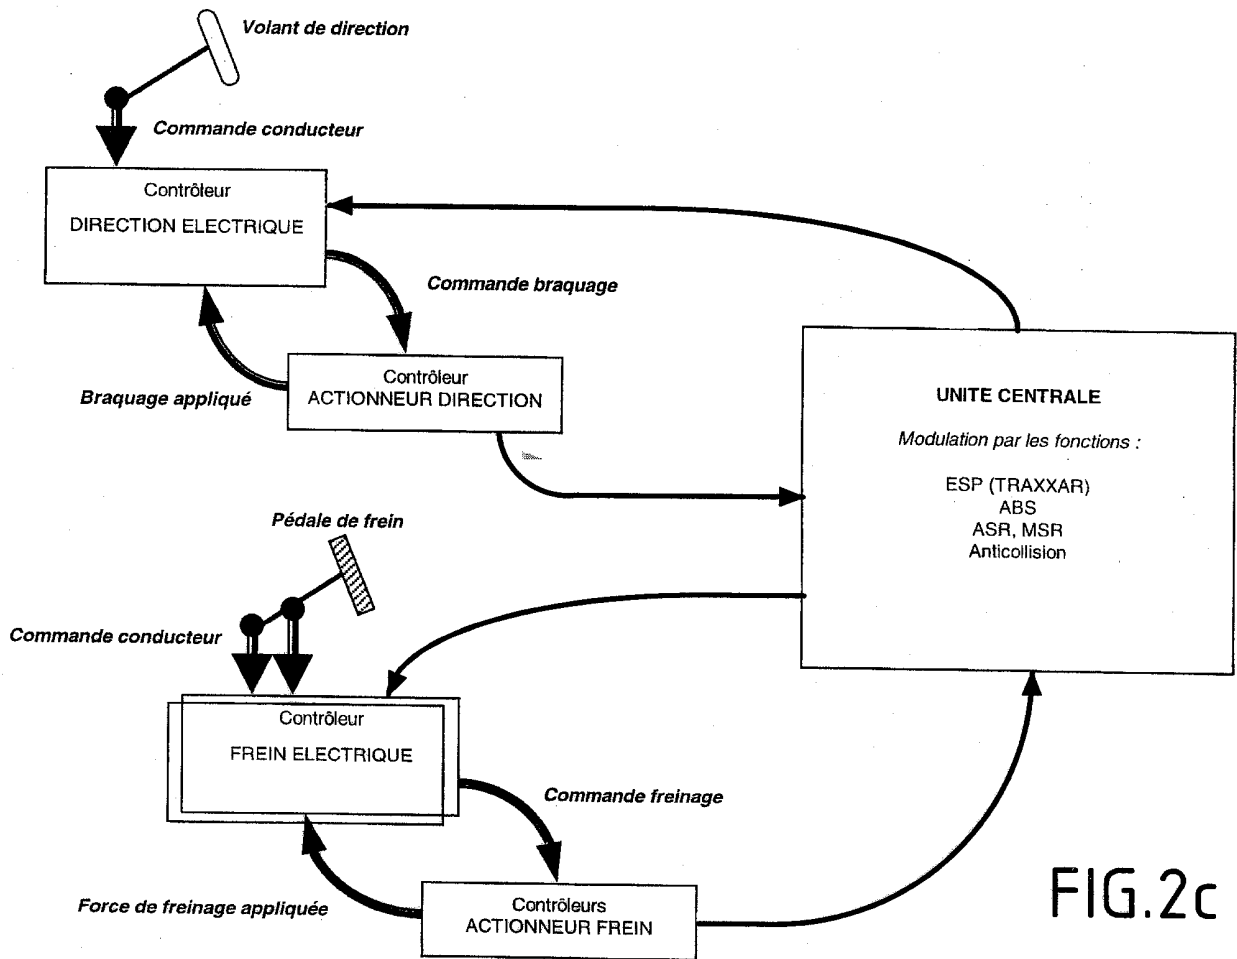 Volant de direction
Commande conducteur
Contrôleur
DIRECTION ELECTRIQUE
Commande braquage
Contrôleur
ACTIONNEUR DIRECTION
Braquage appliqué
UNITE CENTRALE
Modulation par les fonctions :
ESP (TRAXXAR)
ABS
ASR, MSR
Anticollision
Pédale de frein
Commande conducteur
Contrôleur
FREIN ELECTRIQUE
Commande freinage
Force de freinage appliquée
Contrôleurs
ACTIONNEUR FREIN
FIG.2c